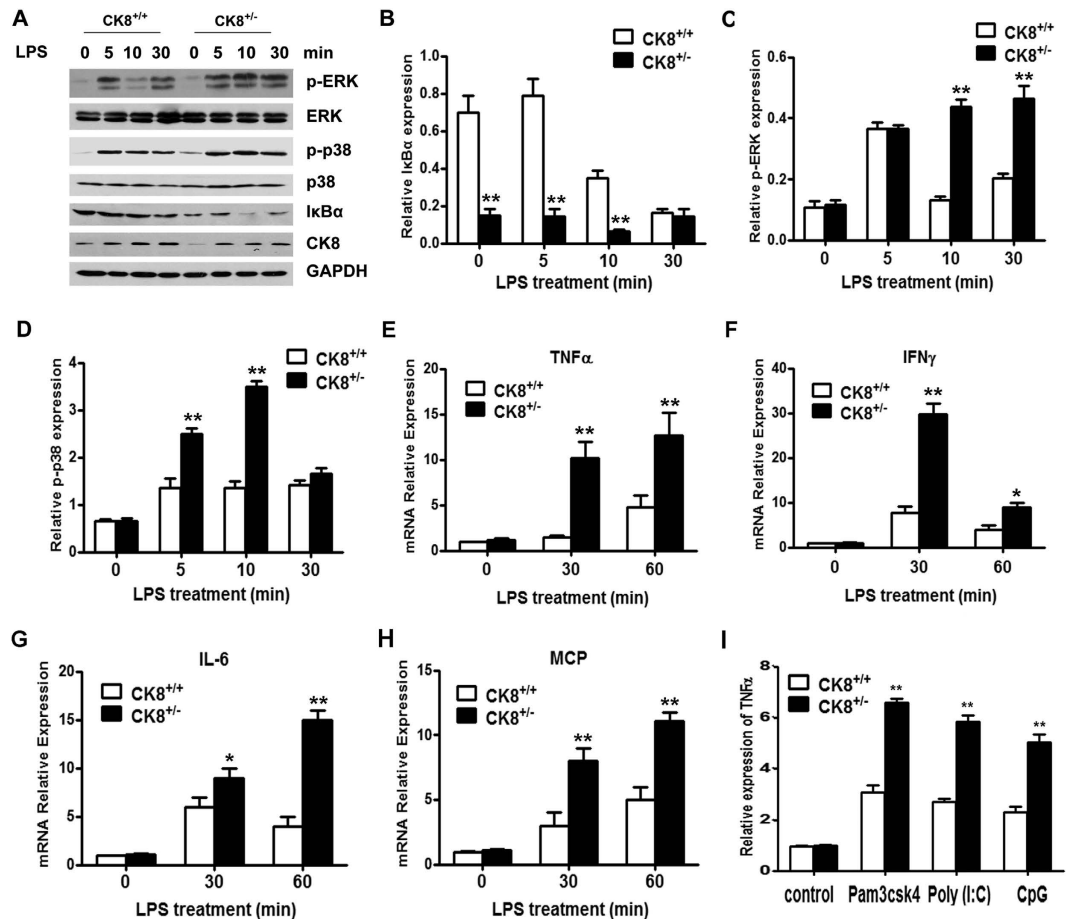 A
CK8+/+ CK8+/-
LPS 0 5 10 30 0 5 10 30 min
p-ERK
ERK
p-p38
p38
IκBα
CK8
GAPDH
B
CK8+/+
CK8+/-
Relative IκBα expression
1.0
0.8
0.6
0.4
0.2
0.0
** ** **
0 5 10 30
LPS treatment (min)
C
CK8+/+
CK8+/-
Relative p-ERK expression
0.6
0.4
0.2
0.0
** **
0 5 10 30
LPS treatment (min)
D
CK8+/+
CK8+/-
Relative p-p38 expression
4
3
2
1
0
** **
0 5 10 30
LPS treatment (min)
E
TNFα
CK8+/+
CK8+/-
mRNA Relative Expression
20
15
10
5
0
** **
0 30 60
LPS treatment (min)
F
IFNγ
CK8+/+
CK8+/-
mRNA Relative Expression
40
30
20
10
0
** *
0 30 60
LPS treatment (min)
G
IL-6
CK8+/+
CK8+/-
mRNA Relative Expression
20
15
10
5
0
* **
0 30 60
LPS treatment (min)
H
MCP
CK8+/+
CK8+/-
mRNA Relative Expression
15
10
5
0
** **
0 30 60
LPS treatment (min)
I
CK8+/+
CK8+/-
Relative expression of TNFα
8
6
4
2
0
** ** **
control Pam3csk4 Poly (I:C) CpG